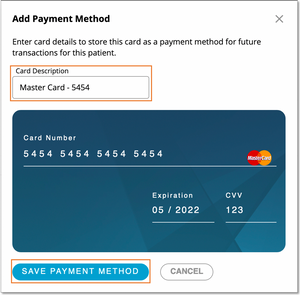 Add Payment Method
Enter card details to store this card as a payment method for future
transactions for this patient.
Card Description
Master Card - 5454
Card Number
5454 5454 5454 5454
MasterCard
Expiration
CVV
05 / 2022
123
SAVE PAYMENT METHOD
CANCEL